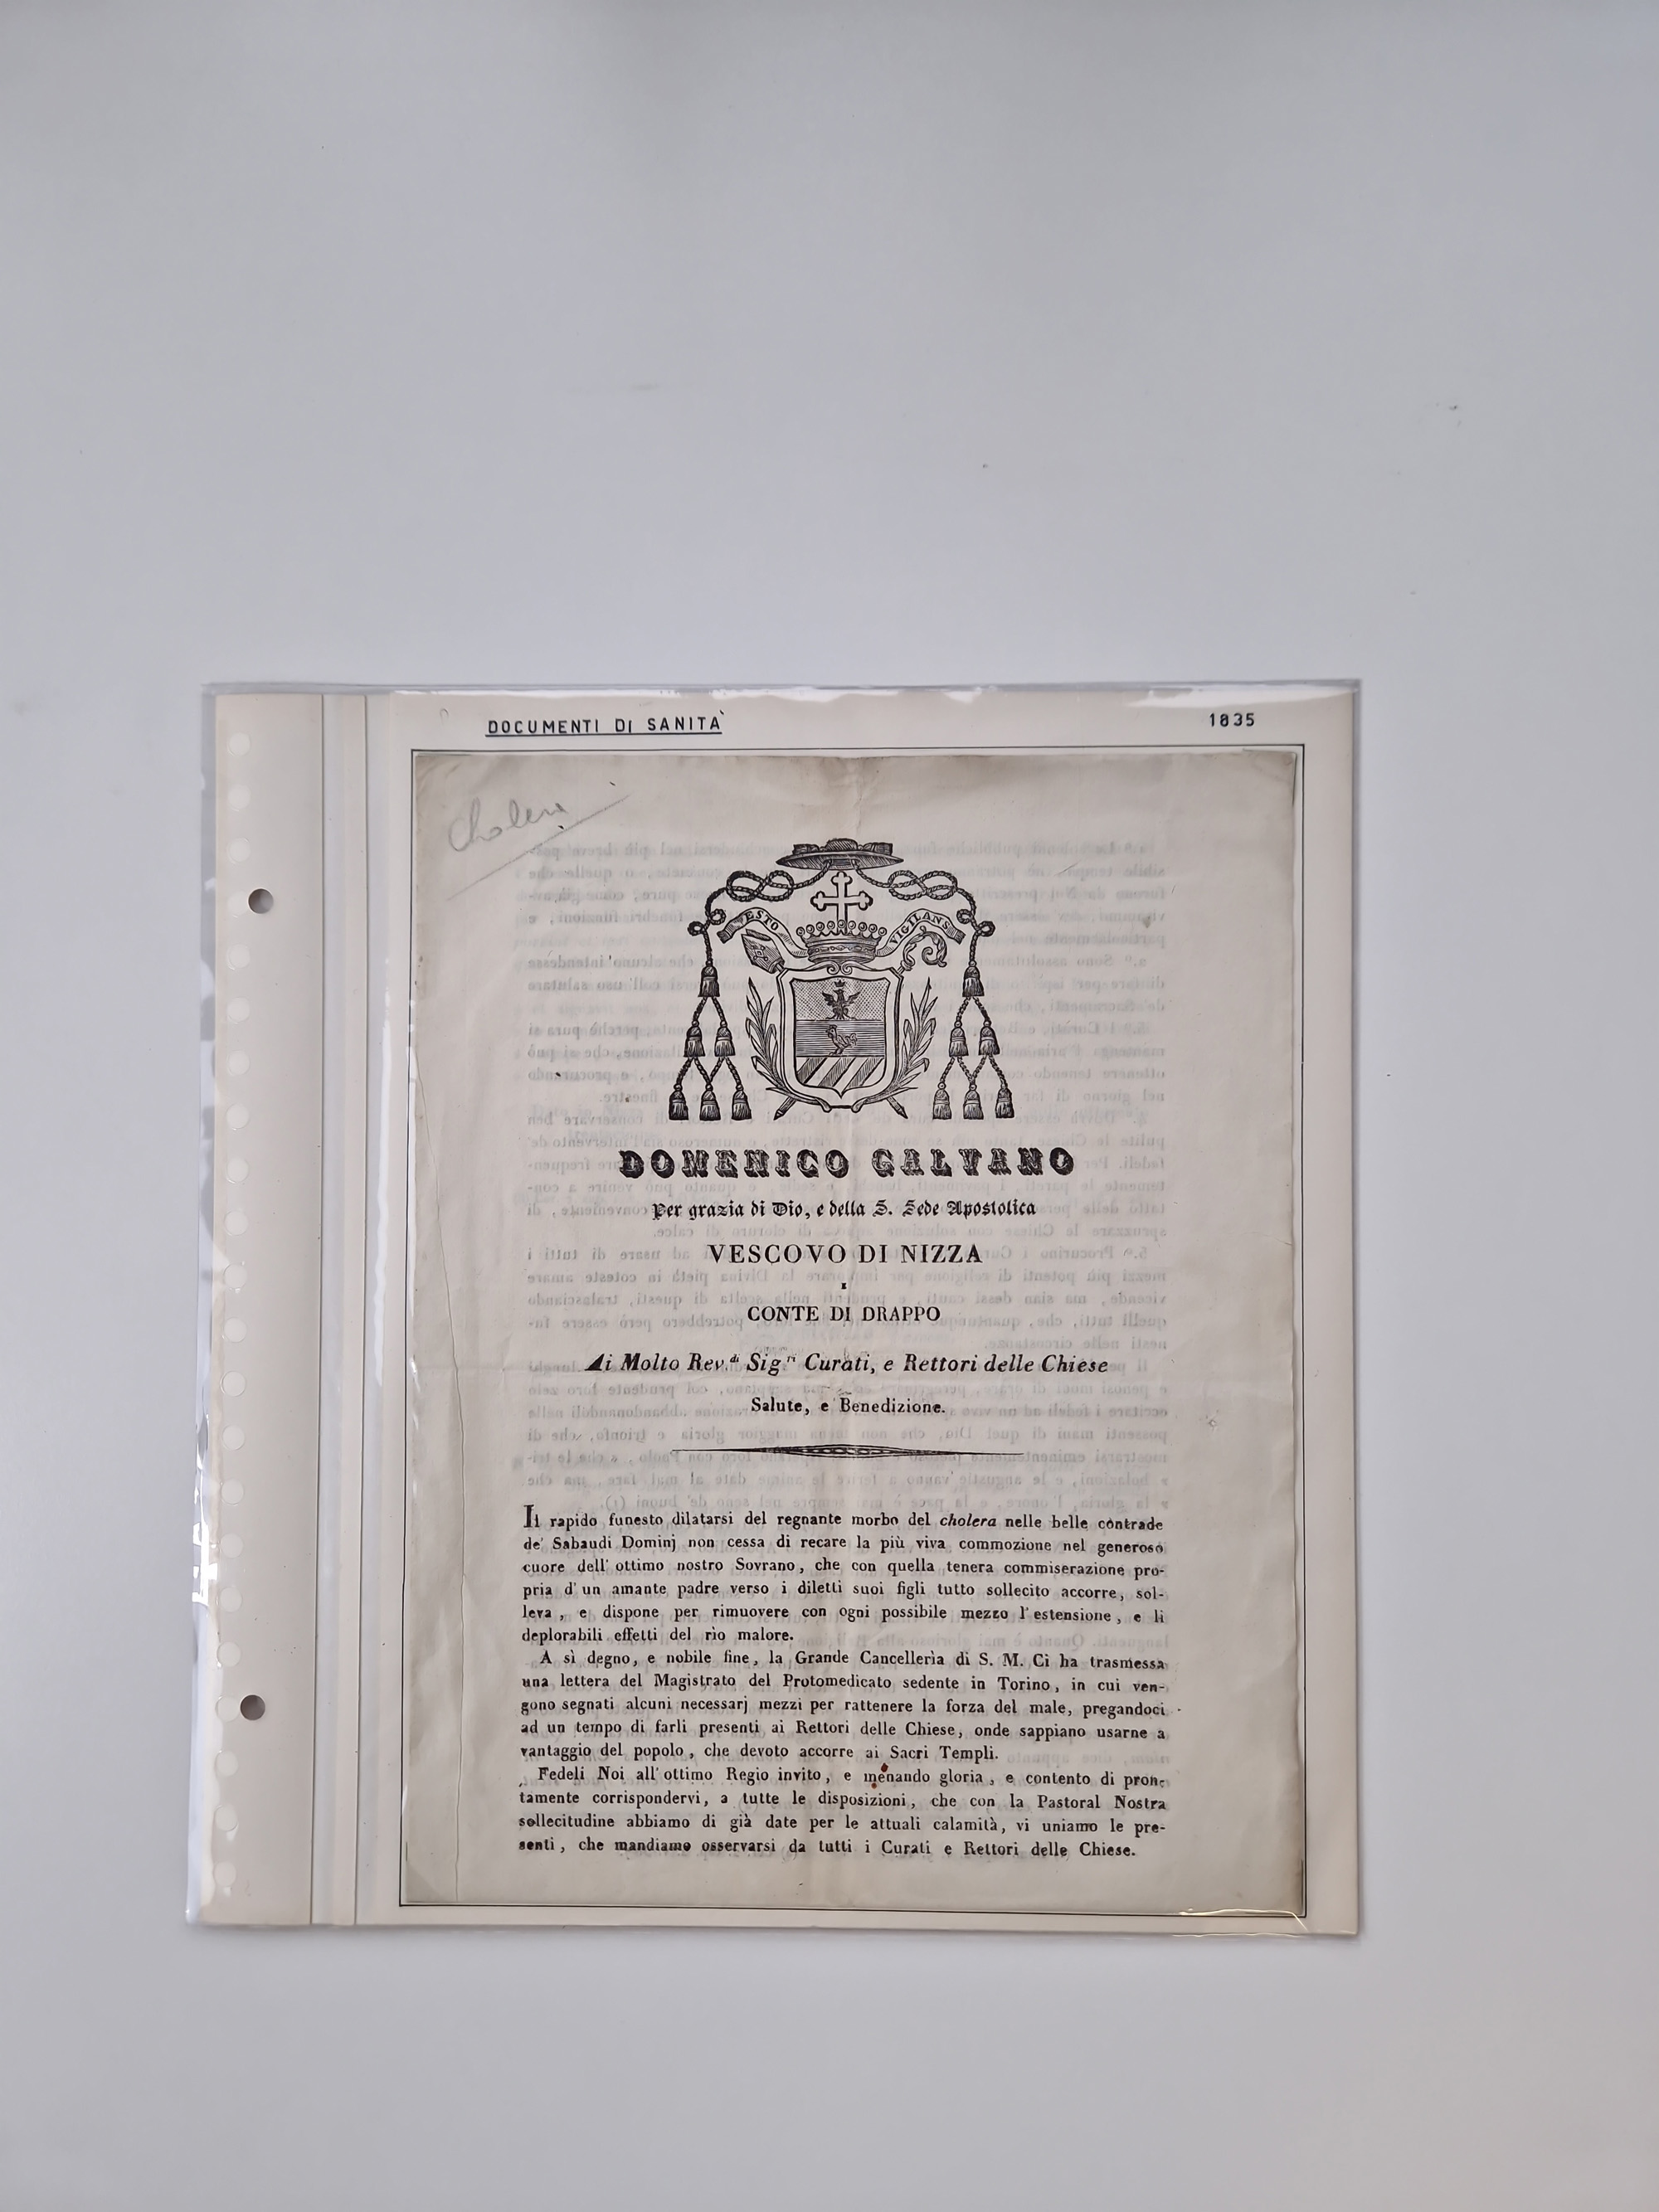 DOCUMENTI DI SANITÀ
1835
Cholera
ESTO VIGILANS
DOMENICO GALVANO
Per grazia di Dio, e della S. Sede Apostolica
VESCOVO DI NIZZA
E
CONTE DI DRAPPO
Ai Molto Rev.di Sig.ri Curati, e Rettori delle Chiese
Salute, e Benedizione.
Il rapido funesto dilatarsi del regnante morbo del cholera nelle belle contrade
de' Sabaudi Dominj non cessa di recare la più viva commozione nel generoso
cuore dell' ottimo nostro Sovrano, che con quella tenera commiserazione pro-
pria d' un amante padre verso i diletti suoi figli tutto sollecito accorre, sol-
leva, e dispone per rimuovere con ogni possibile mezzo l' estensione, e li
deplorabili effetti del rio malore.
A sì degno, e nobile fine, la Grande Cancelleria di S. M. Ci ha trasmessa
una lettera del Magistrato del Protomedicato sedente in Torino, in cui ven-
gono segnati alcuni necessarj mezzi per rattenere la forza del male, pregandoci
ad un tempo di farli presenti ai Rettori delle Chiese, onde sappiano usarne a
vantaggio del popolo, che devoto accorre ai Sacri Templi.
Fedeli Noi all' ottimo Regio invito, e menando gloria, e contento di pron-
tamente corrispondervi, a tutte le disposizioni, che con la Pastoral Nostra
sollecitudine abbiamo di già date per le attuali calamità, vi uniamo le pre-
senti, che mandiamo osservarsi da tutti i Curati e Rettori delle Chiese.